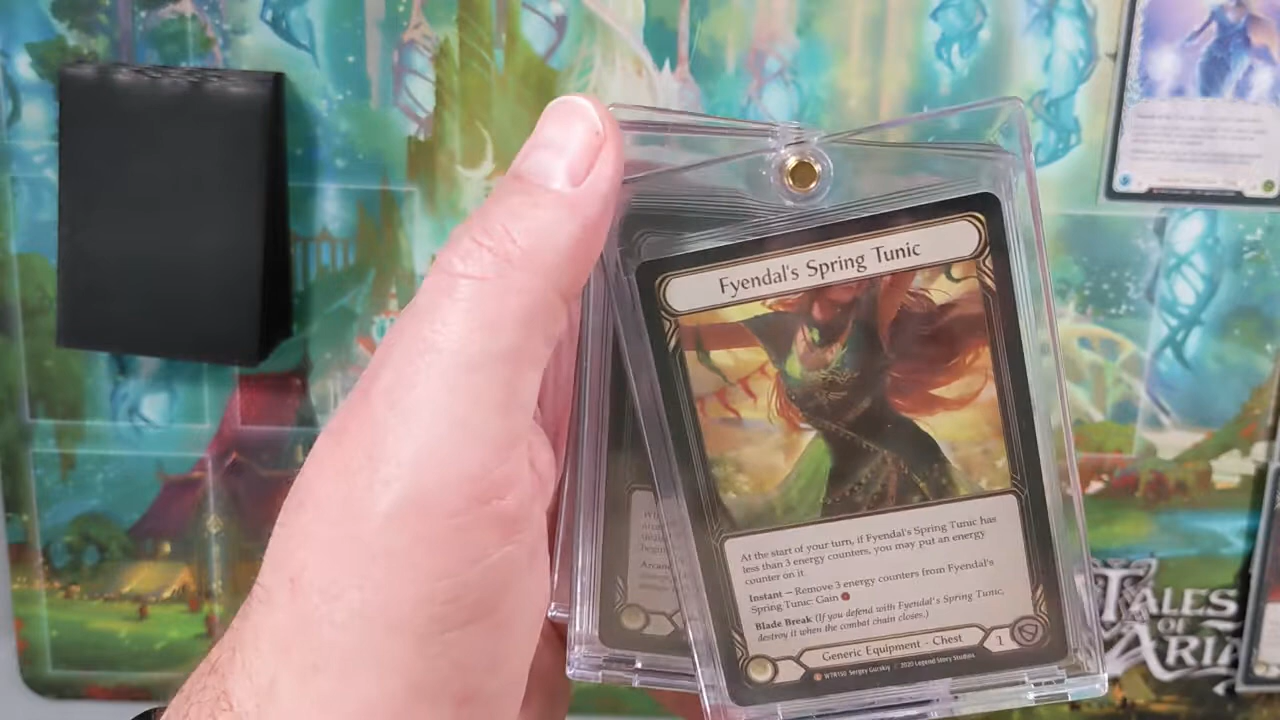 Fyendal's Spring Tunic
At the start of your turn, if Fyendal's Spring Tunic has
less than 3 energy counters, you may put an energy
counter on it.
Instant – Remove 3 energy counters from Fyendal's
Spring Tunic: Gain
Blade Break (If you defend with Fyendal's Spring Tunic,
destroy it when the combat chain closes.)
Generic Equipment - Chest
1
WTR150 Sergey Gurskiy // 2020 Legend Story Studios
Arcane
TALES
OF
ARIA